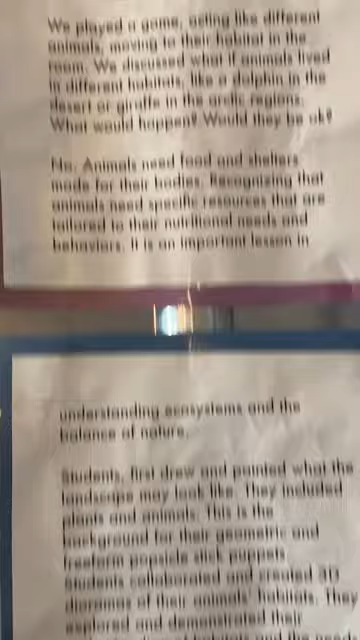 We played a game, acting like different
animals, moving to their habitat in the
room. We discussed what if animals lived
in different habitats, like a dolphin in the
desert or giraffe in the arctic regions.
What would happen? Would they be ok?
No. Animals need food and shelters
made for their bodies. Recognizing that
animals need specific resources that are
tailored to their nutritional needs and
behaviors. It is an important lesson in
understanding ecosystems and the
balance of nature.
Students, first drew and painted what the
landscape may look like. They included
plants and animals. This is the
background for their geometric and
freeform popsicle stick puppets.
Students collaborated and created 3D
dioramas of their animals' habitats. They
explored and demonstrated their